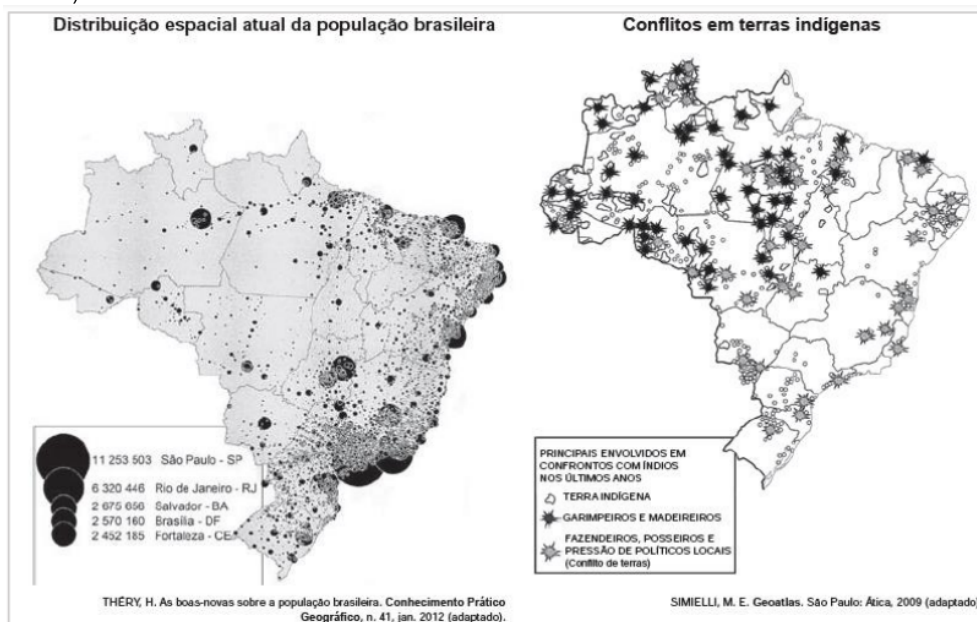 Distribuição espacial atual da população brasileira
11 253 503 São Paulo - SP
6 320 446 Rio de Janeiro - RJ
2 675 656 Salvador - BA
2 570 160 Brasília - DF
2 452 185 Fortaleza - CE
THÉRY, H. As boas-novas sobre a população brasileira. Conhecimento Prático
Geográfico, n. 41, jan. 2012 (adaptado).
Conflitos em terras indígenas
PRINCIPAIS ENVOLVIDOS EM
CONFRONTOS COM ÍNDIOS
NOS ÚLTIMOS ANOS
TERRA INDÍGENA
GARIMPEIROS E MADEIREIROS
FAZENDEIROS, POSSEIROS E
PRESSÃO DE POLÍTICOS LOCAIS
(Conflito de terras)
SIMIELLI, M. E. Geoatlas. São Paulo: Ática, 2009 (adaptado)